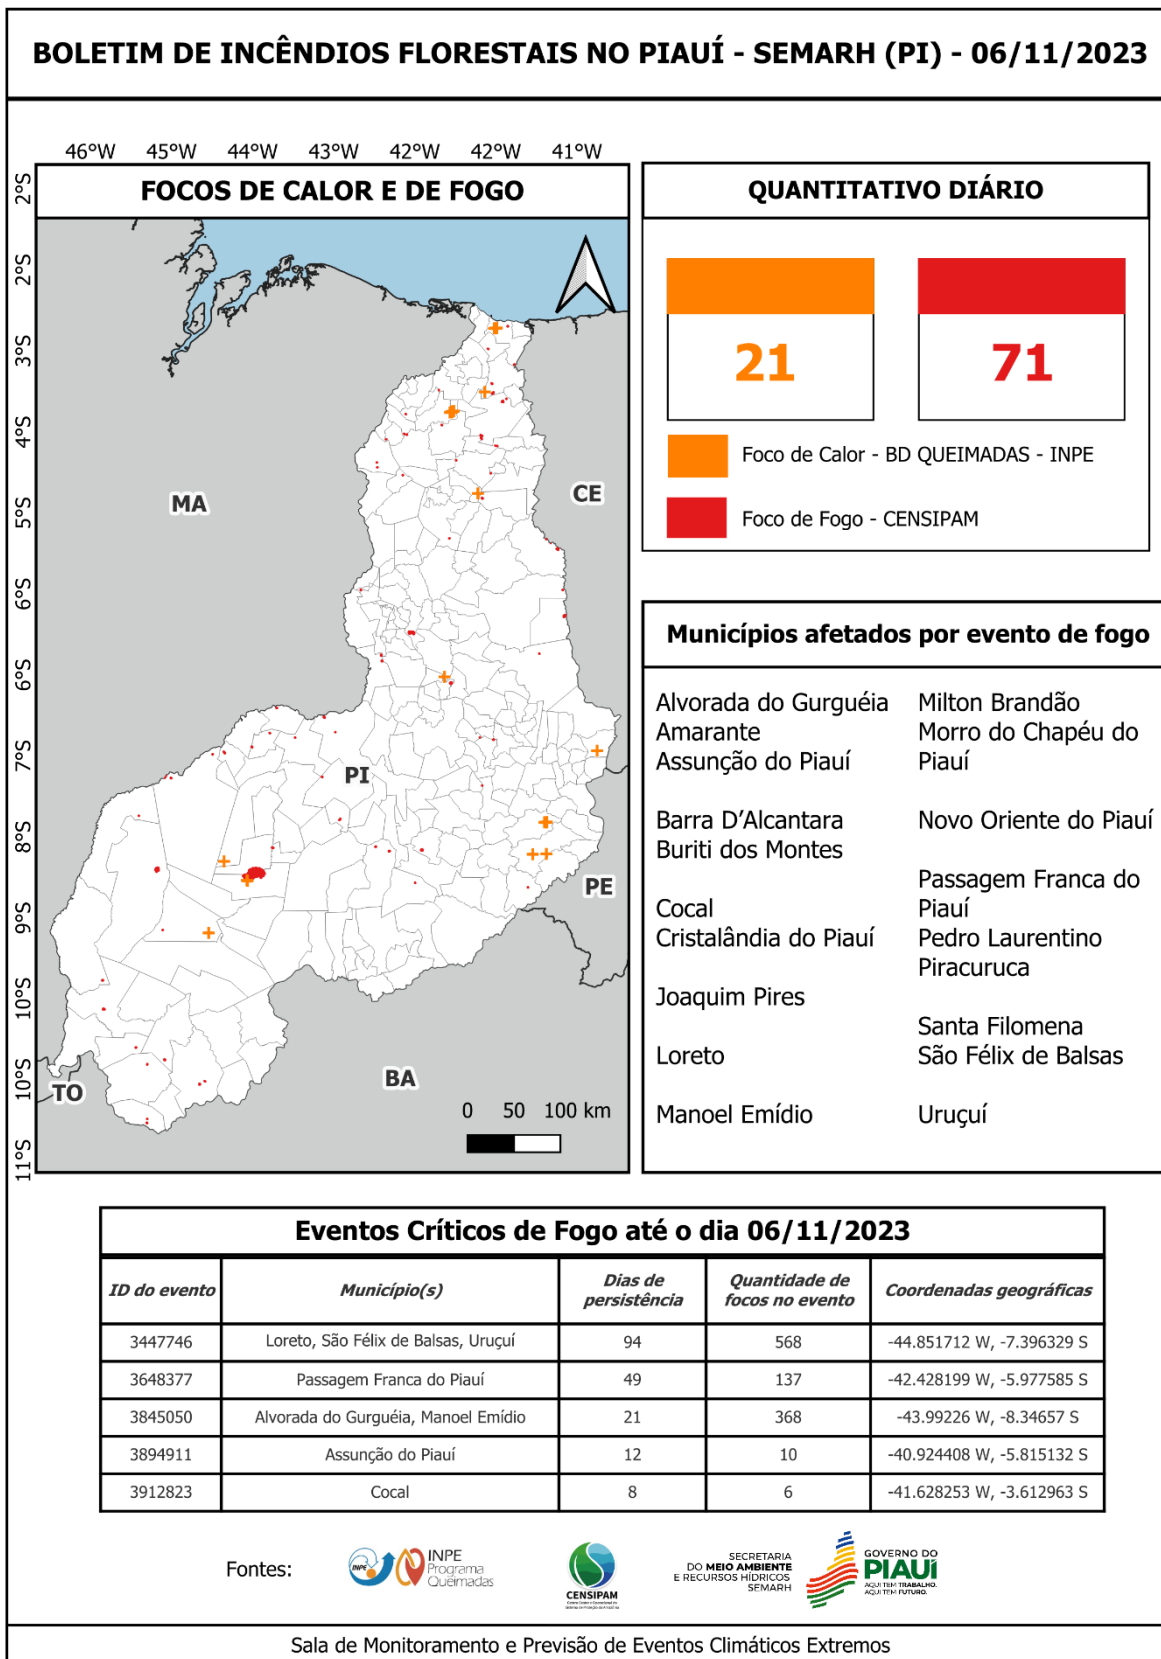 BOLETIM DE INCÊNDIOS FLORESTAIS NO PIAUÍ - SEMARH (PI) - 06/11/2023
46°W 45°W 44°W 43°W 42°W 42°W 41°W
2°S
2°S
3°S
4°S
5°S
6°S
6°S
7°S
8°S
9°S
10°S
10°S
11°S
FOCOS DE CALOR E DE FOGO
MA
CE
PI
PE
TO
BA
0 50 100 km
QUANTITATIVO DIÁRIO
21 71
Foco de Calor - BD QUEIMADAS - INPE
Foco de Fogo - CENSIPAM
Municípios afetados por evento de fogo
Alvorada do Gurguéia
Amarante
Assunção do Piauí
Barra D'Alcantara
Buriti dos Montes
Cocal
Cristalândia do Piauí
Joaquim Pires
Loreto
Manoel Emídio
Milton Brandão
Morro do Chapéu do
Piauí
Novo Oriente do Piauí
Passagem Franca do
Piauí
Pedro Laurentino
Piracuruca
Santa Filomena
São Félix de Balsas
Uruçuí
Eventos Críticos de Fogo até o dia 06/11/2023
ID do evento Município(s) Dias de persistência Quantidade de focos no evento Coordenadas geográficas
3447746 Loreto, São Félix de Balsas, Uruçuí 94 568 -44.851712 W, -7.396329 S
3648377 Passagem Franca do Piauí 49 137 -42.428199 W, -5.977585 S
3845050 Alvorada do Gurguéia, Manoel Emídio 21 368 -43.99226 W, -8.34657 S
3894911 Assunção do Piauí 12 10 -40.924408 W, -5.815132 S
3912823 Cocal 8 6 -41.628253 W, -3.612963 S
Fontes:
INPE
INPE
Programa
Queimadas
CENSIPAM
SECRETARIA
DO MEIO AMBIENTE
E RECURSOS HÍDRICOS
SEMARH
GOVERNO DO
PIAUÍ
AQUI TEM TRABALHO.
AQUI TEM FUTURO.
Sala de Monitoramento e Previsão de Eventos Climáticos Extremos